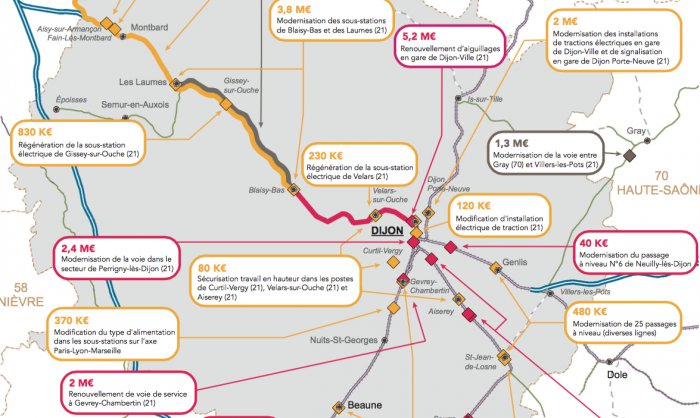 3,8 M€
Modernisation des sous-stations
de Blaisy-Bas et des Laumes (21)
2 M€
Modernisation des installations
de tractions électriques en gare
de Dijon-Ville et de signalisation
en gare de Dijon Porte-Neuve (21)
5,2 M€
Renouvellement d'aiguillages
en gare de Dijon-Ville (21)
Aisy-sur-Armançon
Fain-Lès-Montbard
Montbard
Les Laumes
Gissey-
sur-Ouche
Époisses
Semur-en-Auxois
Is-sur-Tille
830 K€
Régénération de la sous-station
électrique de Gissey-sur-Ouche (21)
1,3 M€
Modernisation de la voie entre
Gray (70) et Villers-les-Pots (21)
Gray
70
HAUTE-SAÔNE
230 K€
Régénération de la sous-station
électrique de Velars (21)
Blaisy-Bas
Velars-
sur-Ouche
Dijon
Porte-Neuve
DIJON
120 K€
Modification d'installation
électrique de traction (21)
2,4 M€
Modernisation de la voie dans le
secteur de Perrigny-lès-Dijon (21)
Curtil-Vergy
40 K€
Modernisation du passage
à niveau N°6 de Neuilly-lès-Dijon
80 K€
Sécurisation travail en hauteur dans les postes
de Curtil-Vergy (21), Velars-sur-Ouche (21) et
Aiserey (21)
Genlis
Gevrey-
Chambertin
Villers-les-Pots
58
NIÈVRE
Aiserey
370 K€
Modification du type d'alimentation
dans les sous-stations sur l'axe
Paris-Lyon-Marseille
480 K€
Modernisation de 25 passages
à niveau (diverses lignes)
Nuits-St-Georges
St-Jean-
de-Losne
Dole
2 M€
Renouvellement de voie de service
à Gevrey-Chambertin (21)
Beaune